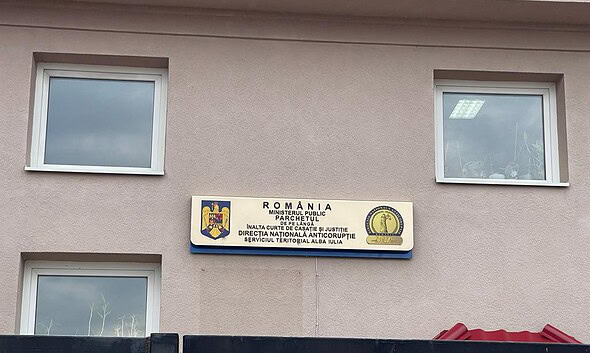 ROMÂNIA
MINISTERUL PUBLIC
PARCHETUL
DE PE LÂNGĂ
ÎNALTA CURTE DE CASAȚIE ȘI JUSTIȚIE
DIRECȚIA NAȚIONALĂ ANTICORUPȚIE
SERVICIUL TERITORIAL ALBA IULIA